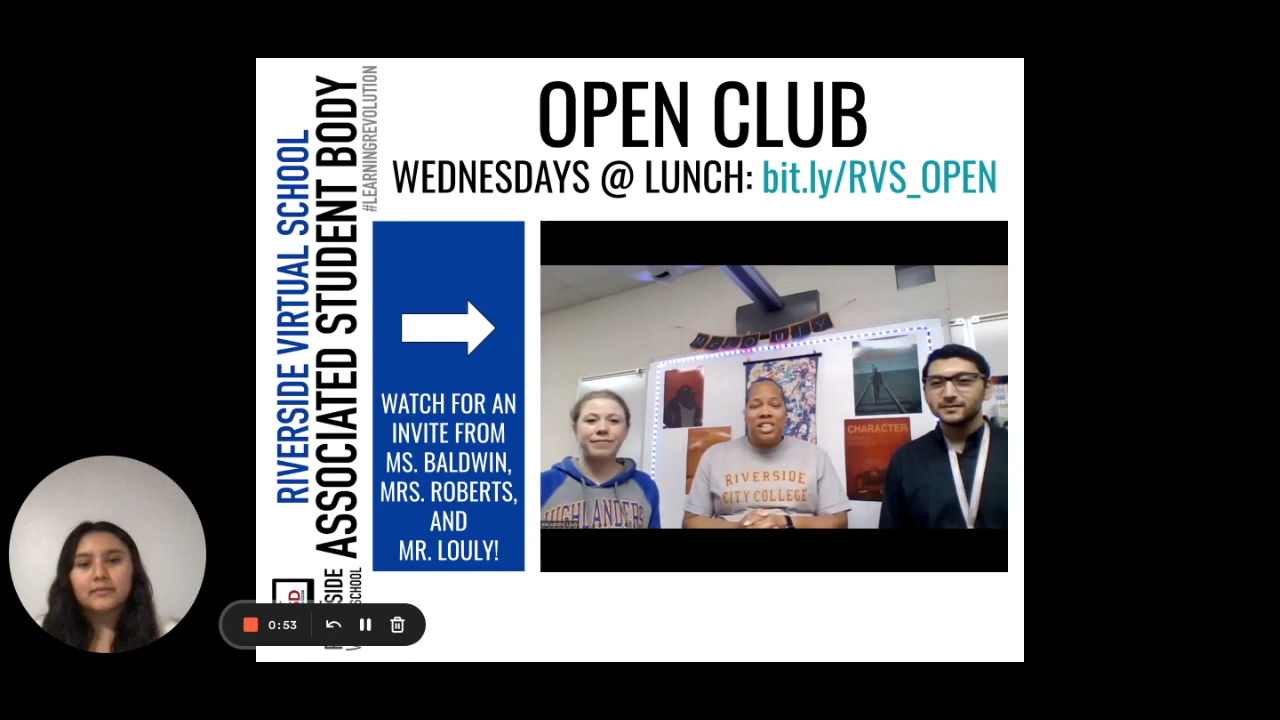 OPEN CLUB
WEDNESDAYS @ LUNCH: bit.ly/RVS_OPEN
RIVERSIDE VIRTUAL SCHOOL
ASSOCIATED STUDENT BODY
#LEARNINGREVOLUTION
WATCH FOR AN
INVITE FROM
MS. BALDWIN,
MRS. ROBERTS,
AND
MR. LOULY!
CHARACTER
RIVERSIDE
CITY COLLEGE
HIGHLANDERS
SCHOOL
0:53